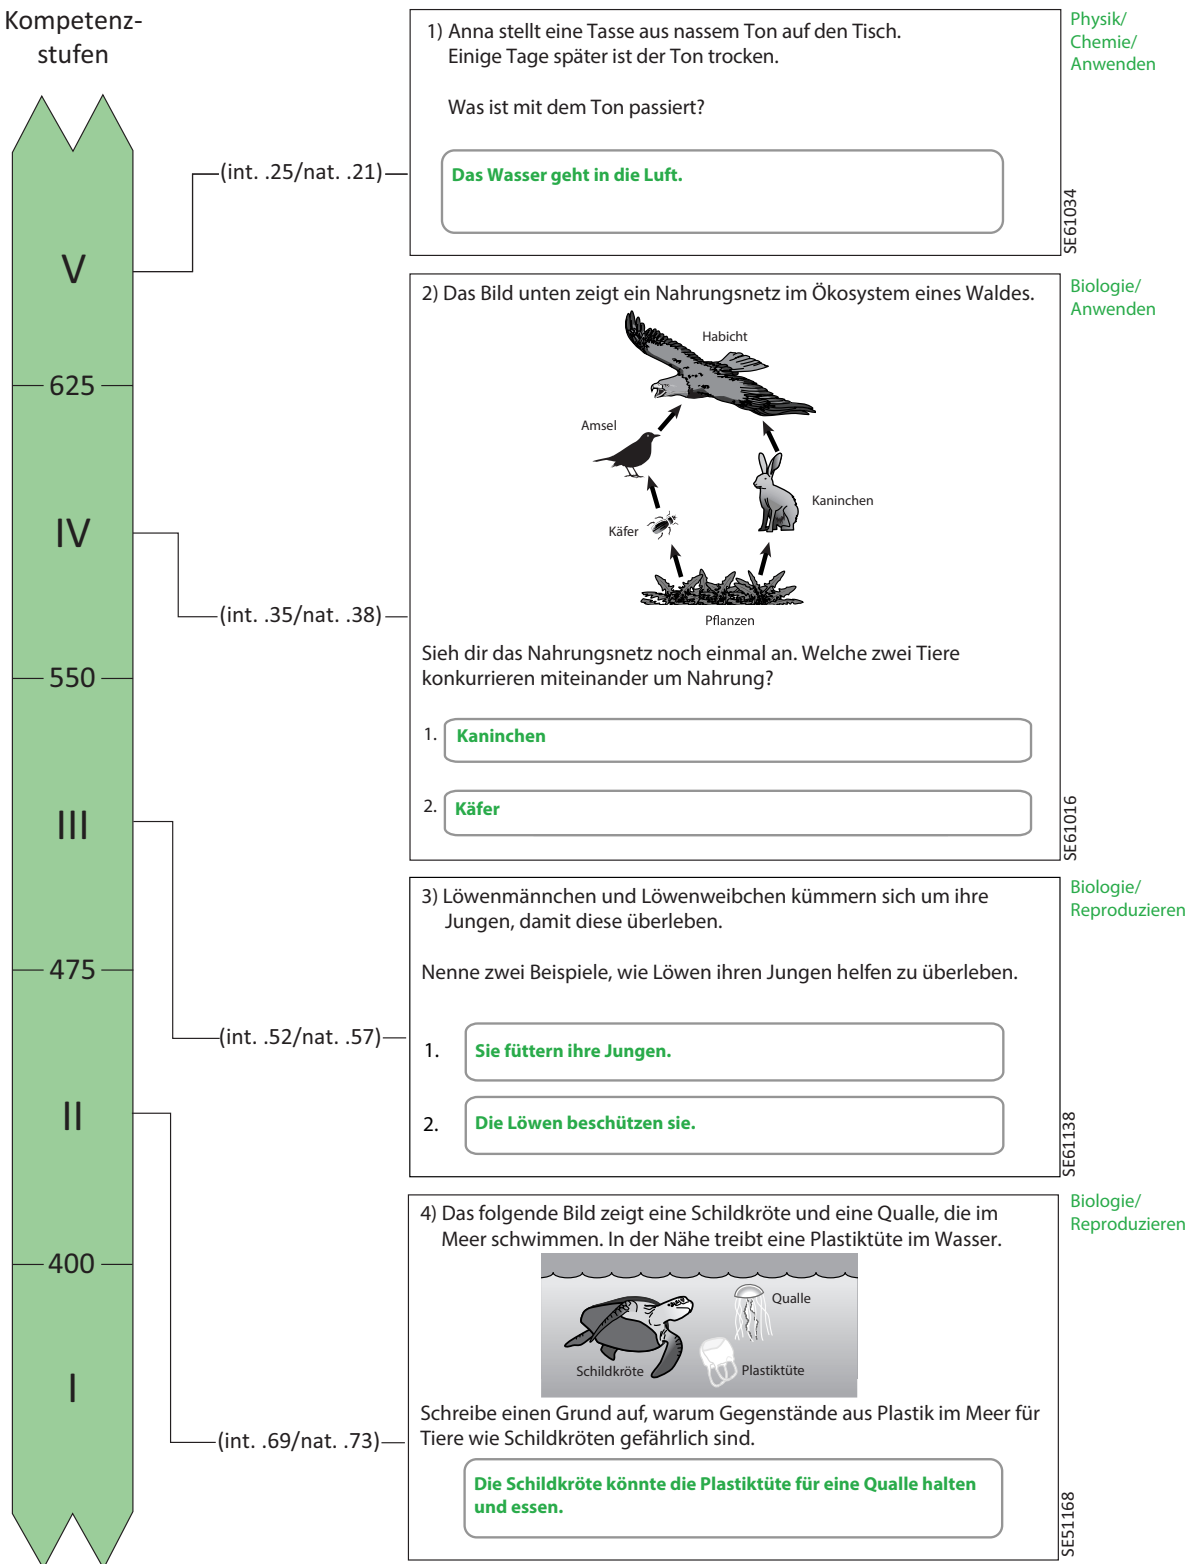 Kompetenz-
stufen
V
625
IV
550
III
475
II
400
I
(int. .25/nat. .21)
(int. .35/nat. .38)
(int. .52/nat. .57)
(int. .69/nat. .73)
1) Anna stellt eine Tasse aus nassem Ton auf den Tisch.
Einige Tage später ist der Ton trocken.
Was ist mit dem Ton passiert?
Das Wasser geht in die Luft.
SE61034
Physik/
Chemie/
Anwenden
2) Das Bild unten zeigt ein Nahrungsnetz im Ökosystem eines Waldes.
Habicht
Amsel
Kaninchen
Käfer
Pflanzen
Sieh dir das Nahrungsnetz noch einmal an. Welche zwei Tiere
konkurrieren miteinander um Nahrung?
1. Kaninchen
2. Käfer
SE61016
Biologie/
Anwenden
3) Löwenmännchen und Löwenweibchen kümmern sich um ihre
Jungen, damit diese überleben.
Nenne zwei Beispiele, wie Löwen ihren Jungen helfen zu überleben.
1. Sie füttern ihre Jungen.
2. Die Löwen beschützen sie.
SE61138
Biologie/
Reproduzieren
4) Das folgende Bild zeigt eine Schildkröte und eine Qualle, die im
Meer schwimmen. In der Nähe treibt eine Plastiktüte im Wasser.
Qualle
Schildkröte
Plastiktüte
Schreibe einen Grund auf, warum Gegenstände aus Plastik im Meer für
Tiere wie Schildkröten gefährlich sind.
Die Schildkröte könnte die Plastiktüte für eine Qualle halten
und essen.
SE51168
Biologie/
Reproduzieren